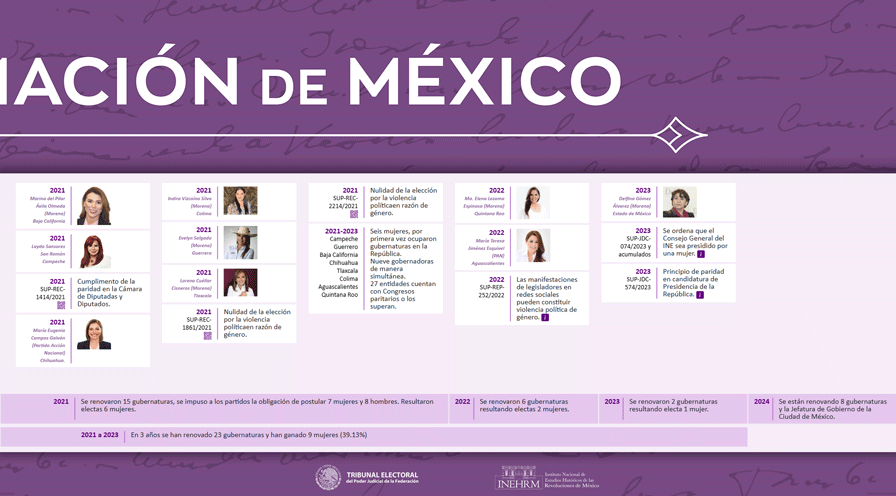 MACIÓN DE MÉXICO
2021
Marina del Pilar
Ávila Olmeda
(Morena)
Baja California
2021
Layda Sansores
San Román
Campeche
2021
SUP-REC-
1414/2021
Cumplimento de la
paridad en la Cámara
de Diputadas y
Diputados.
2021
María Eugenia
Campos Galván
(Partido Acción
Nacional)
Chihuahua.
2021
Indira Vizcaíno Silva
(Morena)
Colima
2021
Evelyn Salgado
(Morena)
Guerrero
2021
Lorena Cuéllar
Cisneros (Morena)
Tlaxcala
2021
SUP-REC-
1861/2021
Nulidad de la elección
por la violencia
políticaen razón de
género.
2021
SUP-REC-
2214/2021
Nulidad de la elección
por la violencia
políticaen razón de
género.
2021-2023
Campeche
Guerrero
Baja California
Chihuahua
Tlaxcala
Colima
Aguascalientes
Quintana Roo
Seis mujeres, por
primera vez ocuparon
gubernaturas en la
República.
Nueve gobernadoras
de manera
simultánea.
27 entidades cuentan
con Congresos
paritarios o los
superan.
2022
Ma. Elena Lezama
Espinosa (Morena)
Quintana Roo
2022
María Teresa
Jiménez Esquivel
(PAN)
Aguascalientes
2022
SUP-REP-
252/2022
Las manifestaciones
de legisladores en
redes sociales
pueden constituir
violencia política de
género.
2023
Delfina Gómez
Álvarez (Morena)
Estado de México
2023
SUP-JDC-
074/2023 y
acumulados
Se ordena que el
Consejo General del
INE sea presidido por
una mujer.
2023
SUP-JDC-
574/2023
Principio de paridad
en candidatura de
Presidencia de la
República.
2021 Se renovaron 15 gubernaturas, se impuso a los partidos la obligación de postular 7 mujeres y 8 hombres. Resultaron
electas 6 mujeres.
2022 Se renovaron 6 gubernaturas
resultando electas 2 mujeres.
2023 Se renovaron 2 gubernaturas
resultando electa 1 mujer.
2024 Se están renovando 8 gubernaturas
y la Jefatura de Gobierno de la
Ciudad de México.
2021 a 2023 En 3 años se han renovado 23 gubernaturas y han ganado 9 mujeres (39.13%)
TRIBUNAL ELECTORAL
del Poder Judicial de la Federación
INEHRM
Instituto Nacional de
Estudios Históricos de las
Revoluciones de México